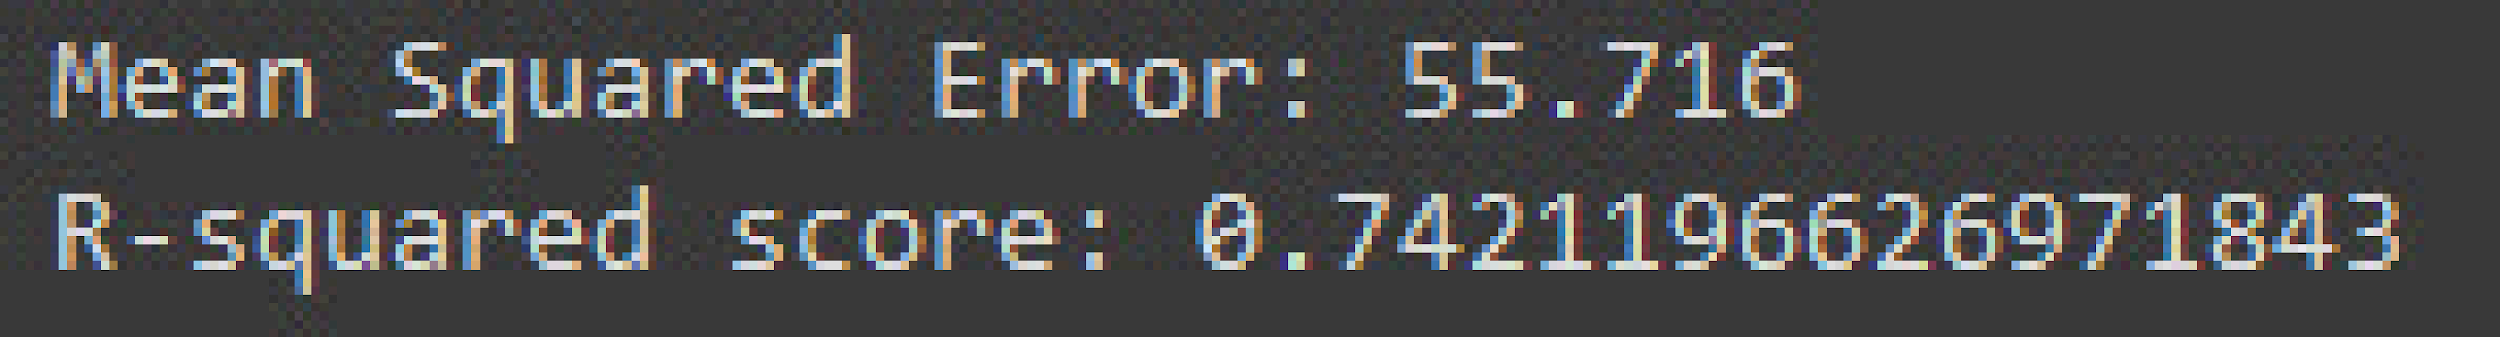 Mean Squared Error: 55.716
R-squared score: 0.7421196626971843